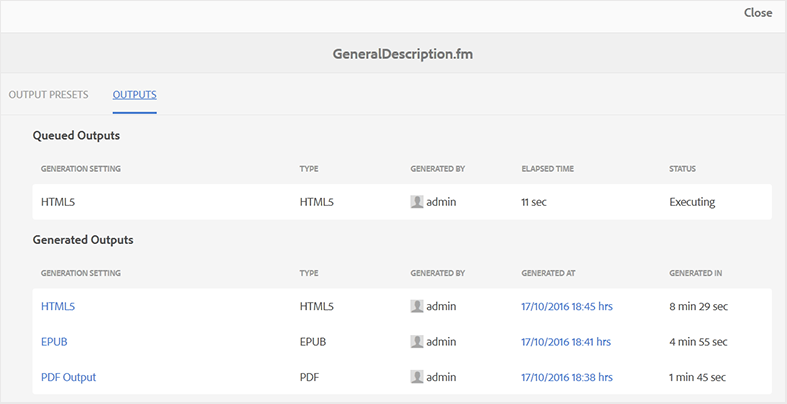 Close
GeneralDescription.fm
OUTPUT PRESETS OUTPUTS
Queued Outputs
GENERATION SETTING TYPE GENERATED BY ELAPSED TIME STATUS
HTML5 HTML5 admin 11 sec Executing
Generated Outputs
GENERATION SETTING TYPE GENERATED BY GENERATED AT GENERATED IN
HTML5 HTML5 admin 17/10/2016 18:45 hrs 8 min 29 sec
EPUB EPUB admin 17/10/2016 18:41 hrs 4 min 55 sec
PDF Output PDF admin 17/10/2016 18:38 hrs 1 min 45 sec